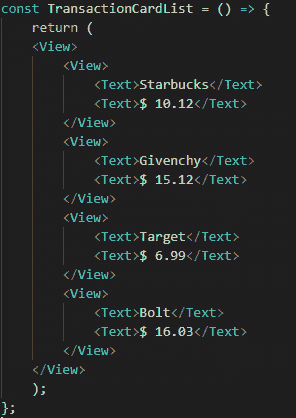 const TransactionCardList = () => {
    return (
    <View>
        <View>
            <Text>Starbucks</Text>
            <Text>$ 10.12</Text>
        </View>
        <View>
            <Text>Givenchy</Text>
            <Text>$ 15.12</Text>
        </View>
        <View>
            <Text>Target</Text>
            <Text>$ 6.99</Text>
        </View>
        <View>
            <Text>Bolt</Text>
            <Text>$ 16.03</Text>
        </View>
    </View>
    );
};